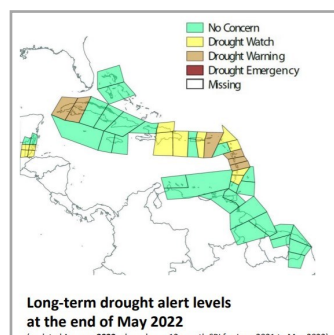 No Concern
Drought Watch
Drought Warning
Drought Emergency
Missing
Long-term drought alert levels
at the end of May 2022